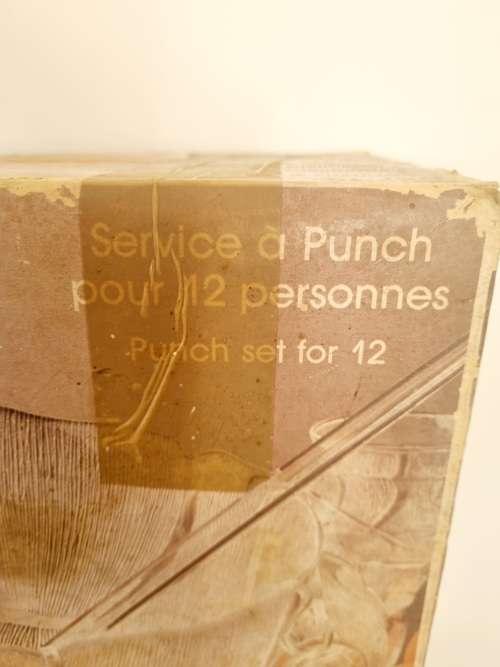 Service à Punch
pour 12 personnes
Punch set for 12